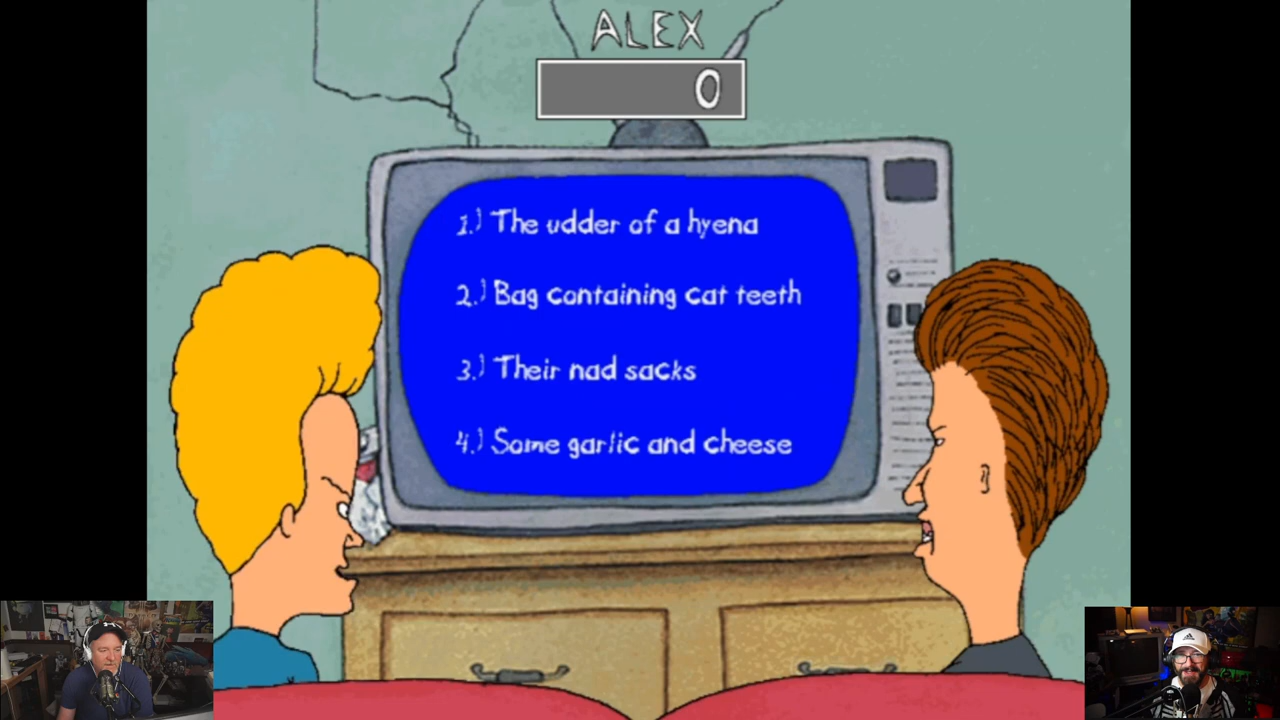 ALEX
0
1.) The udder of a hyena
2.) Bag containing cat teeth
3.) Their nad sacks
4.) Some garlic and cheese